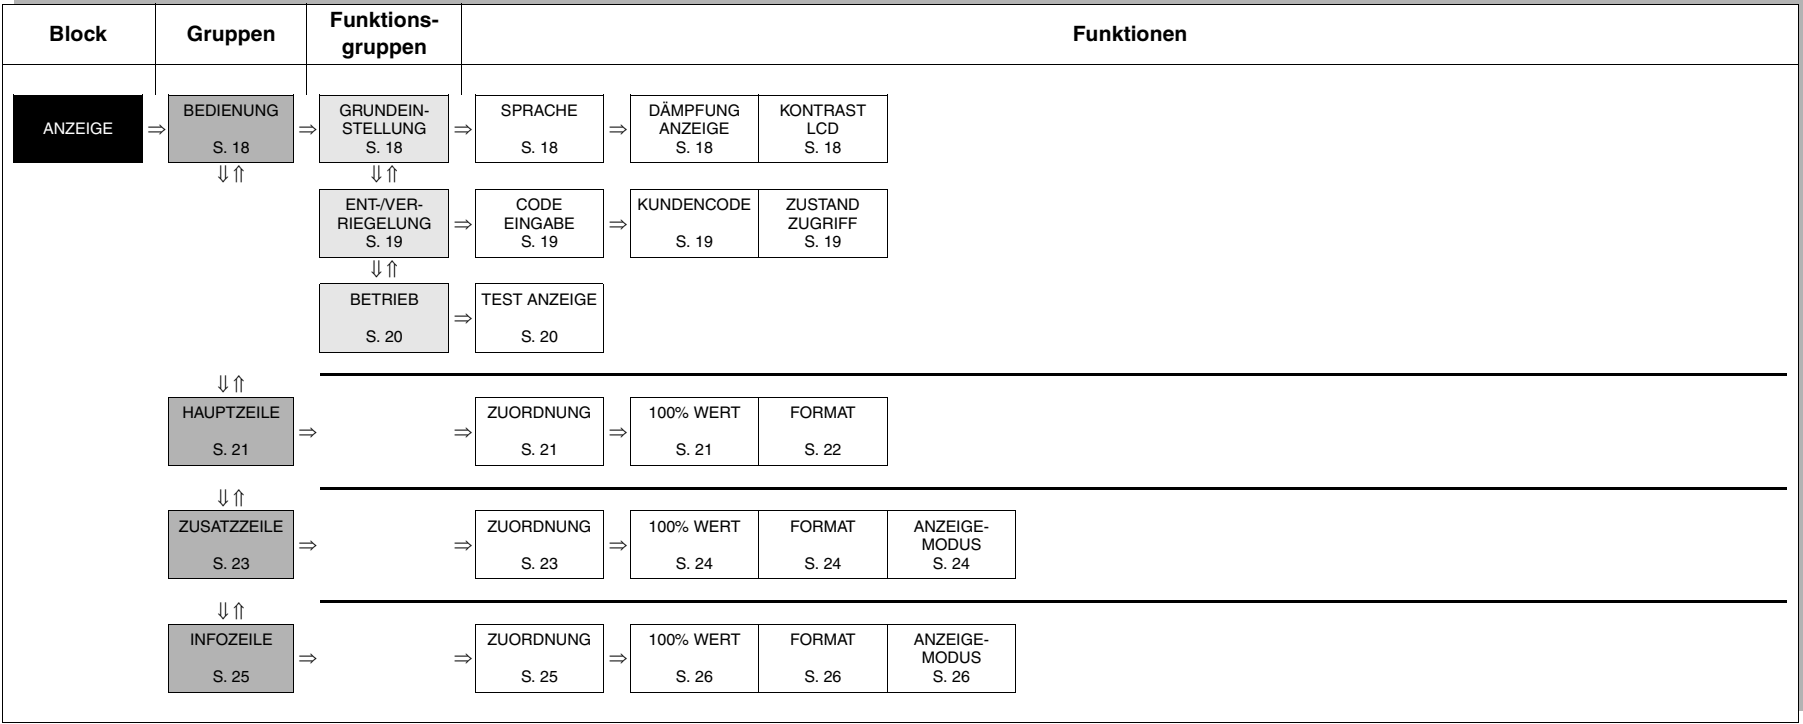 Block
Gruppen
Funktions-
gruppen
Funktionen
ANZEIGE
⇒
BEDIENUNG
S. 18
⇒
GRUNDEIN-
STELLUNG
S. 18
⇒
SPRACHE
S. 18
⇒
DÄMPFUNG
ANZEIGE
S. 18
KONTRAST
LCD
S. 18
⇓⇑
⇓⇑
ENT-/VER-
RIEGELUNG
S. 19
⇒
CODE
EINGABE
S. 19
⇒
KUNDENCODE
S. 19
ZUSTAND
ZUGRIFF
S. 19
⇓⇑
BETRIEB
S. 20
⇒
TEST ANZEIGE
S. 20
⇓⇑
HAUPTZEILE
S. 21
⇒
⇒
ZUORDNUNG
S. 21
⇒
100% WERT
S. 21
FORMAT
S. 22
⇓⇑
ZUSATZZEILE
S. 23
⇒
⇒
ZUORDNUNG
S. 23
⇒
100% WERT
S. 24
FORMAT
S. 24
ANZEIGE-
MODUS
S. 24
⇓⇑
INFOZEILE
S. 25
⇒
⇒
ZUORDNUNG
S. 25
⇒
100% WERT
S. 26
FORMAT
S. 26
ANZEIGE-
MODUS
S. 26